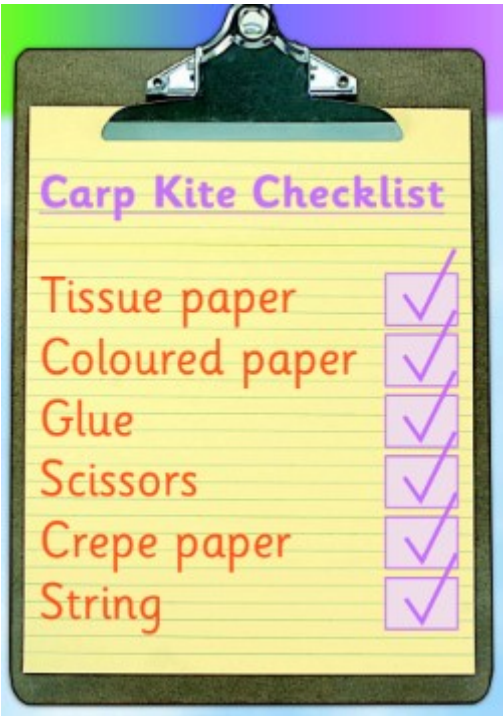 Carp Kite Checklist
Tissue paper
Coloured paper
Glue
Scissors
Crepe paper
String